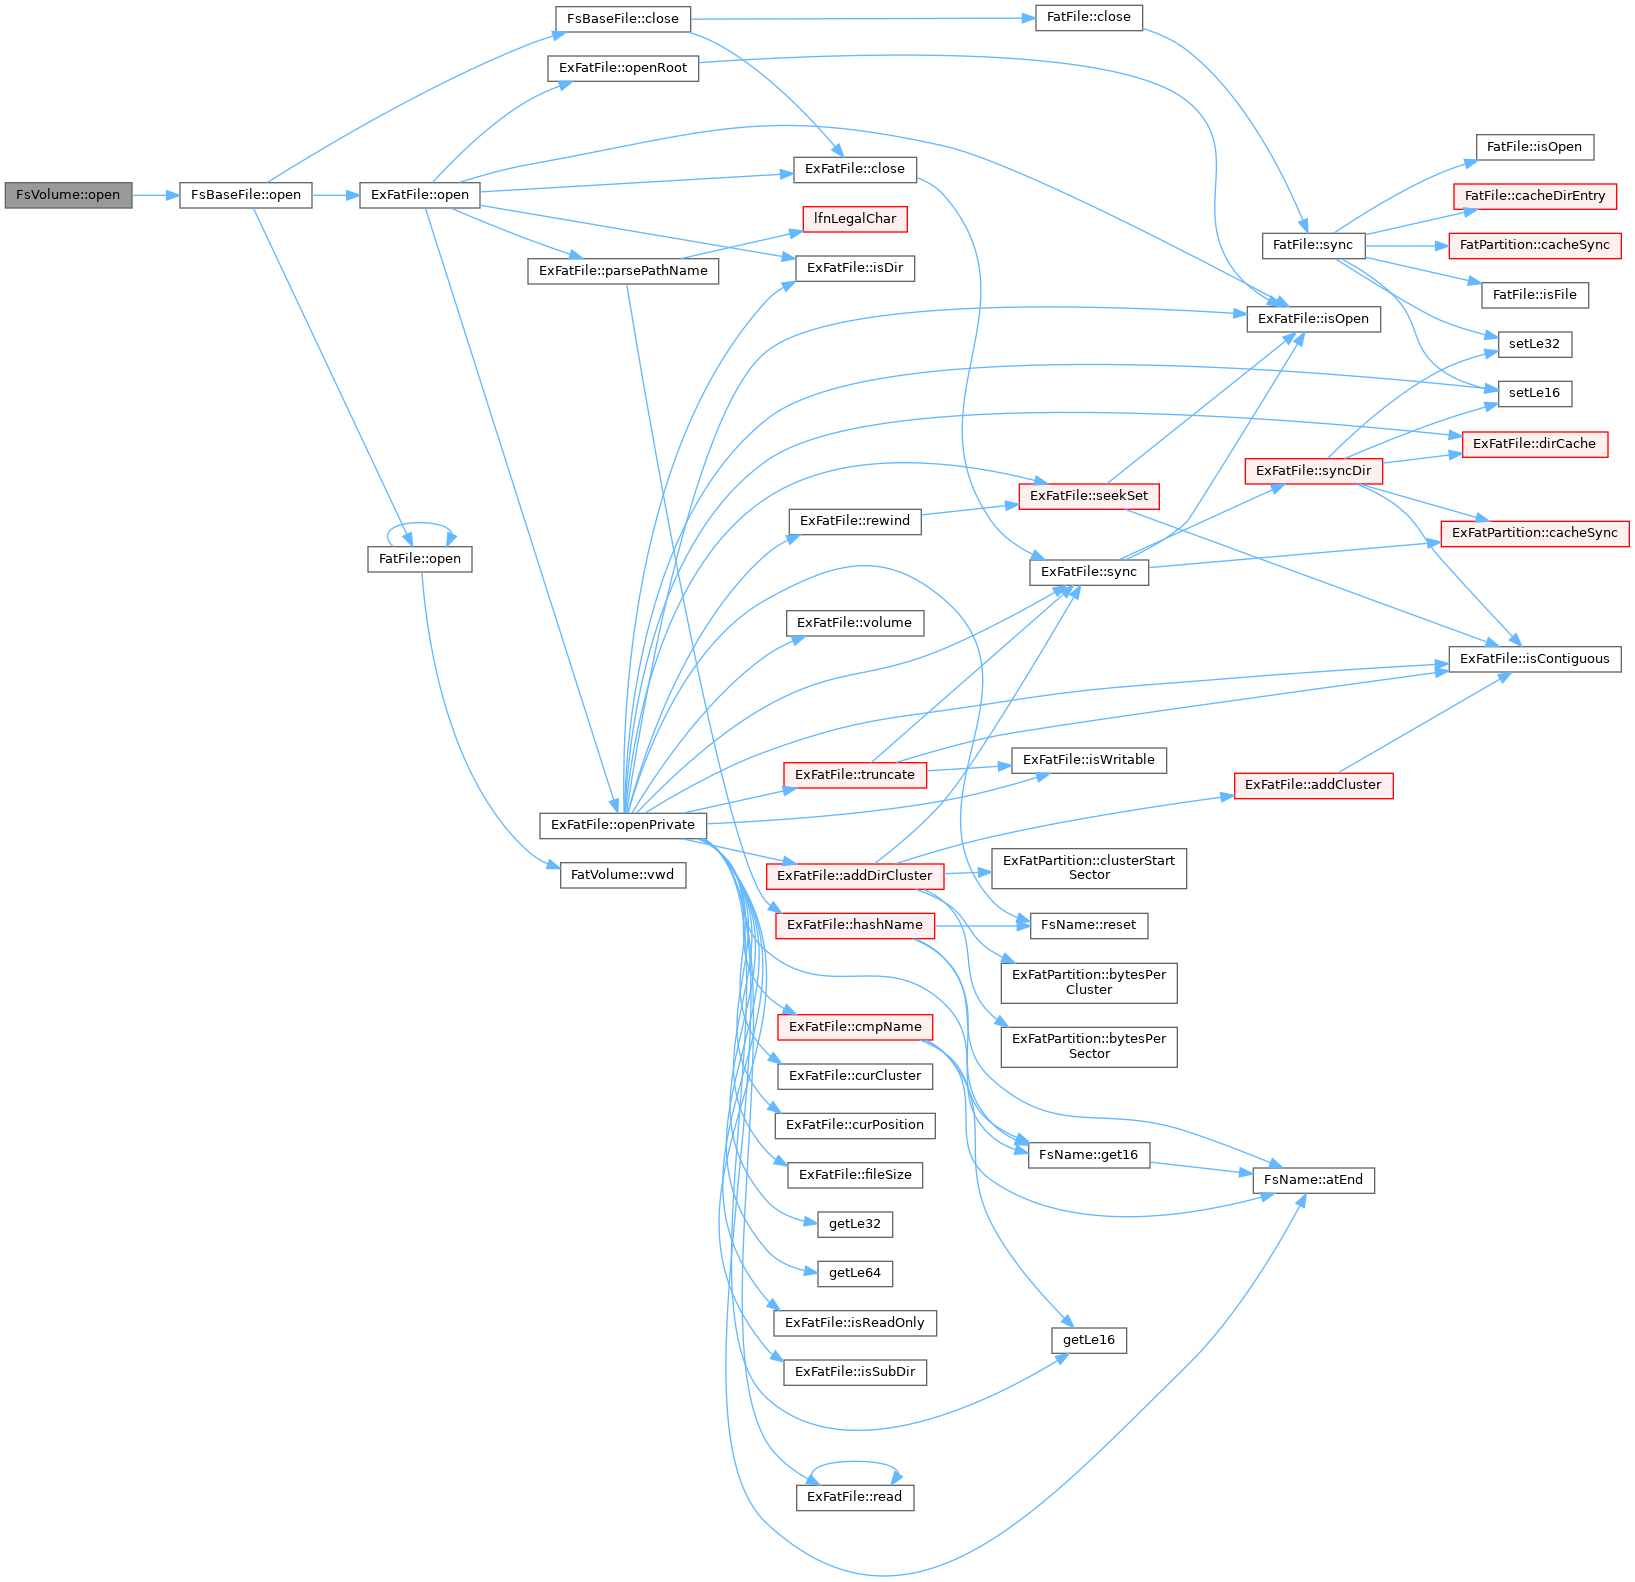 FsVolume::open
FsBaseFile::open
FsBaseFile::close
ExFatFile::openRoot
ExFatFile::open
ExFatFile::parsePathName
FatFile::open
ExFatFile::openPrivate
FatVolume::vwd
FatFile::close
ExFatFile::close
lfnLegalChar
ExFatFile::isDir
ExFatFile::seekSet
ExFatFile::rewind
ExFatFile::sync
ExFatFile::volume
ExFatFile::isWritable
ExFatFile::truncate
ExFatFile::addDirCluster
ExFatPartition::clusterStart
Sector
ExFatFile::hashName
FsName::reset
ExFatPartition::bytesPer
Cluster
ExFatFile::cmpName
ExFatPartition::bytesPer
Sector
ExFatFile::curCluster
ExFatFile::curPosition
FsName::get16
ExFatFile::fileSize
getLe32
getLe64
ExFatFile::isReadOnly
getLe16
ExFatFile::isSubDir
ExFatFile::read
FatFile::isOpen
FatFile::cacheDirEntry
FatFile::sync
FatPartition::cacheSync
FatFile::isFile
ExFatFile::isOpen
setLe32
setLe16
ExFatFile::dirCache
ExFatFile::syncDir
ExFatPartition::cacheSync
ExFatFile::isContiguous
ExFatFile::addCluster
FsName::atEnd